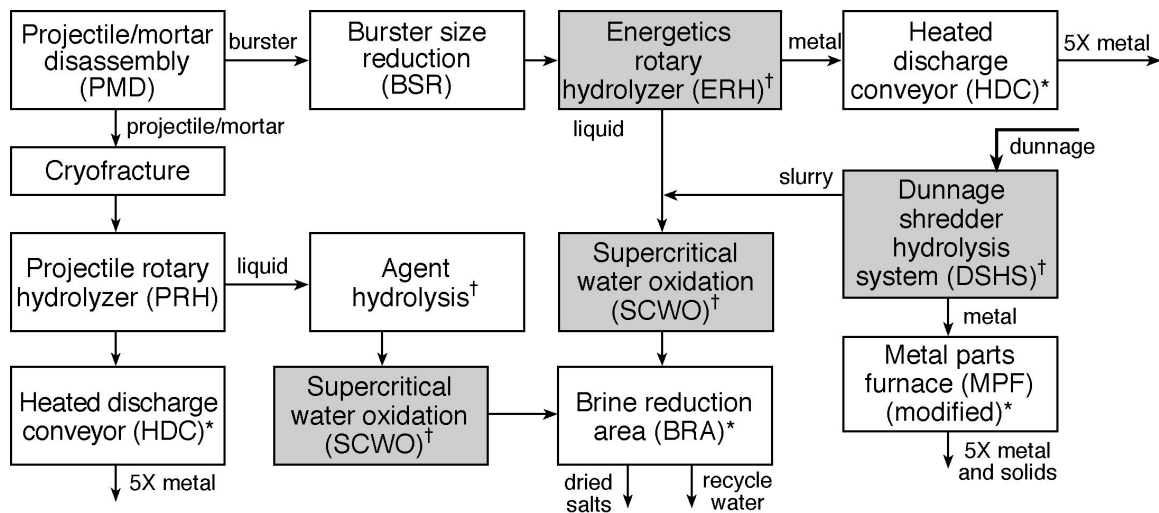 Projectile/mortar
disassembly
(PMD)
burster
Burster size
reduction
(BSR)
Energetics
rotary
hydrolyzer (ERH)†
metal
Heated
discharge
conveyor (HDC)*
5X metal
projectile/mortar
liquid
dunnage
Cryofracture
slurry
Dunnage
shredder
hydrolysis
system (DSHS)†
Projectile rotary
hydrolyzer (PRH)
liquid
Agent
hydrolysis†
Supercritical
water oxidation
(SCWO)†
metal
Heated discharge
conveyor (HDC)*
Supercritical
water oxidation
(SCWO)†
Brine reduction
area (BRA)*
Metal parts
furnace (MPF)
(modified)*
5X metal
dried
salts
recycle
water
5X metal
and solids